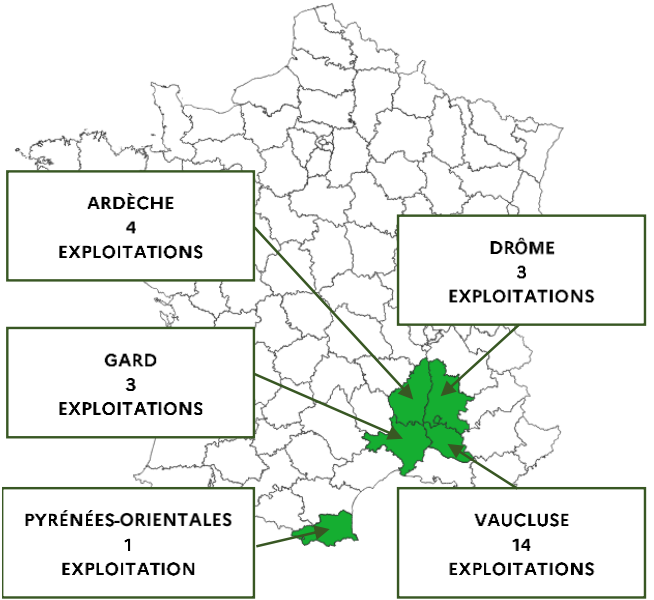 ARDÈCHE
4
EXPLOITATIONS
DRÔME
3
EXPLOITATIONS
GARD
3
EXPLOITATIONS
PYRÉNÉES-ORIENTALES
1
EXPLOITATION
VAUCLUSE
14
EXPLOITATIONS